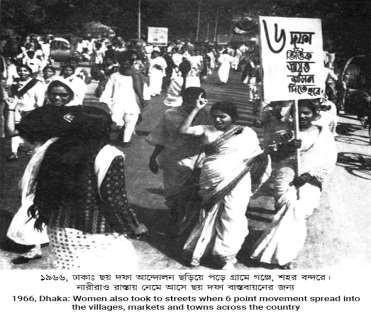 ৬ দফা
ভিত্তিক
দিতে হবে
১৯৬৬, ঢাকাঃ ছয় দফা আন্দোলন ছড়িয়ে পড়ে গ্রামে গঞ্জে, শহর বন্দরে।
নারীরাও রাস্তায় নেমে আসে ছয় দফা বাস্তবায়নের জন্য
1966, Dhaka: Women also took to streets when 6 point movement spread into
the villages, markets and towns across the country